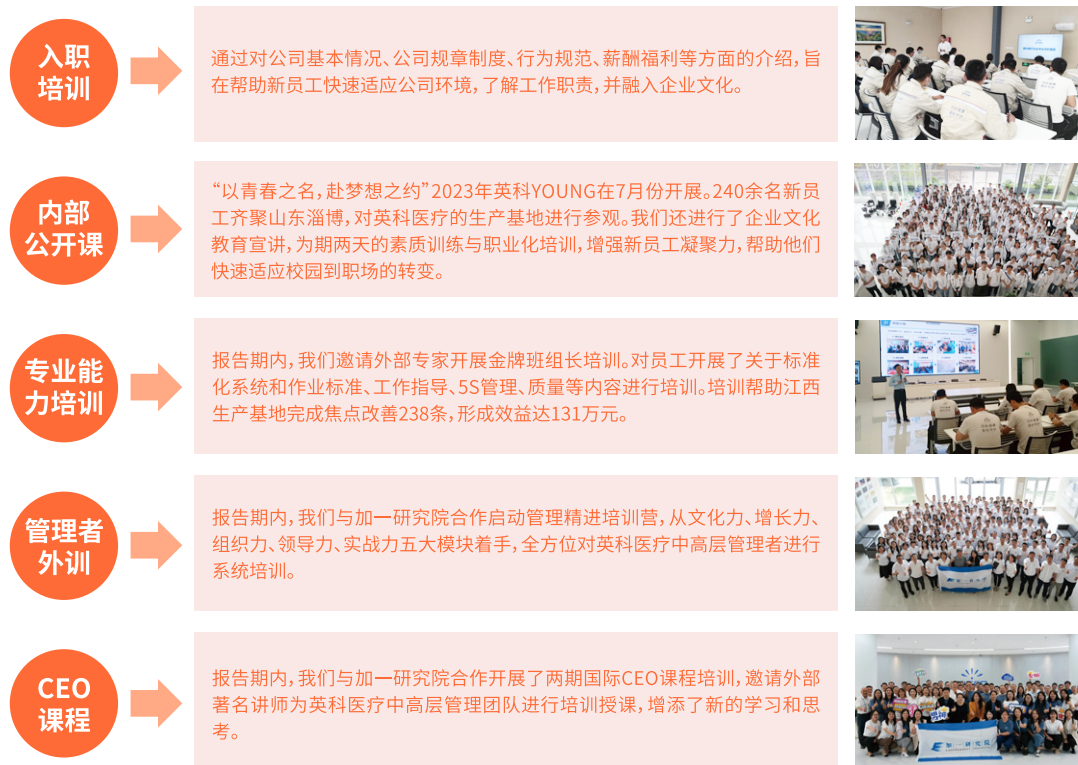 入职
培训
通过对公司基本情况、公司规章制度、行为规范、薪酬福利等方面的介绍，旨
在帮助新员工快速适应公司环境，了解工作职责，并融入企业文化。
内部
公开课
“以青春之名，赴梦想之约”2023年英科YOUNG在7月份开展。240余名新员
工齐聚山东淄博，对英科医疗的生产基地进行参观。我们还进行了企业文化
教育宣讲，为期两天的素质训练与职业化培训，增强新员工凝聚力，帮助他们
快速适应校园到职场的转变。
专业能
力培训
报告期内，我们邀请外部专家开展金牌班组长培训。对员工开展了关于标准
化系统和作业标准、工作指导、5S管理、质量等内容进行培训。培训帮助江西
生产基地完成焦点改善238条，形成效益达131万元。
管理者
外训
报告期内，我们与加一研究院合作启动管理精进培训营，从文化力、增长力、
组织力、领导力、实战力五大模块着手，全方位对英科医疗中高层管理者进行
系统培训。
CEO
课程
报告期内，我们与加一研究院合作开展了两期国际CEO课程培训，邀请外部
著名讲师为英科医疗中高层管理团队进行培训授课，增添了新的学习和思
考。
加一研究院